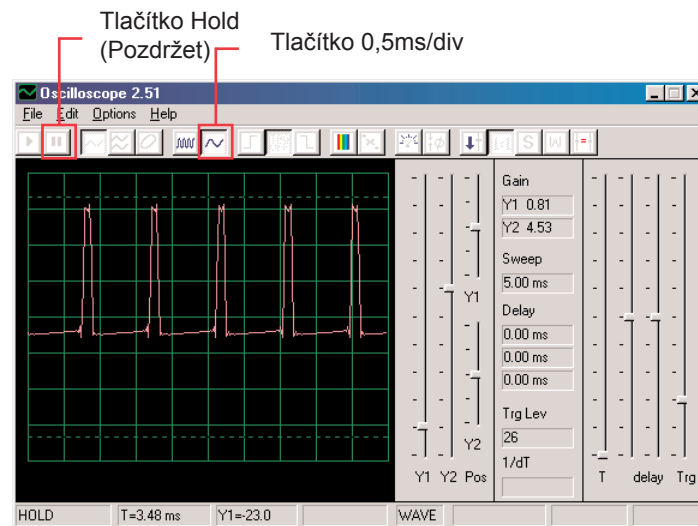 Tlačítko Hold
(Pozdržet)
Tlačítko 0,5ms/div
Oscilloscope 2.51
File Edit Options Help
S W
Gain
Y1 0.81
Y2 4.53
Sweep
5.00 ms
Delay
0.00 ms
0.00 ms
0.00 ms
Trg Lev
26
1/dT
Y1
Y2
Y1 Y2 Pos
T delay Trg
HOLD T=3.48 ms Y1=-23.0 WAVE